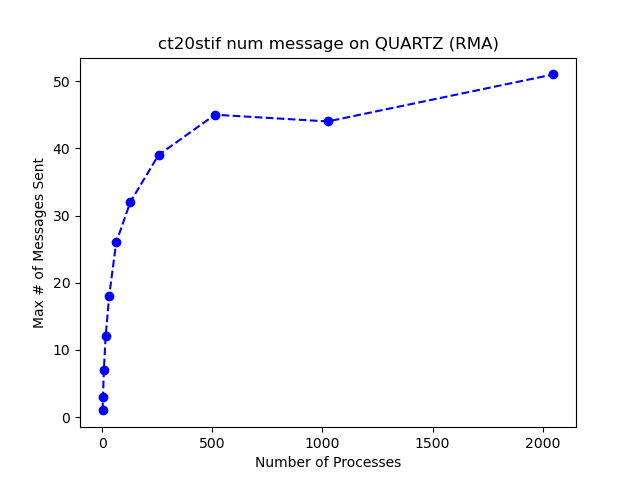 ct20stif num message on QUARTZ (RMA)
Max # of Messages Sent
50
40
30
20
10
0
0 500 1000 1500 2000
Number of Processes